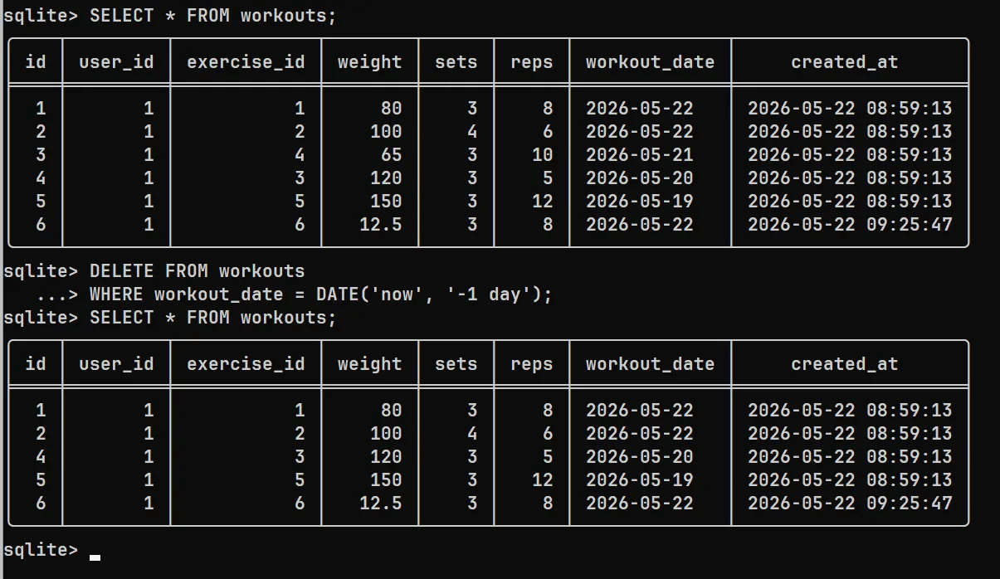 sqlite> SELECT * FROM workouts;
id user_id exercise_id weight sets reps workout_date created_at
1 1 1 80 3 8 2026-05-22 2026-05-22 08:59:13
2 1 2 100 4 6 2026-05-22 2026-05-22 08:59:13
3 1 4 65 3 10 2026-05-21 2026-05-22 08:59:13
4 1 3 120 3 5 2026-05-20 2026-05-22 08:59:13
5 1 5 150 3 12 2026-05-19 2026-05-22 08:59:13
6 1 6 12.5 3 8 2026-05-22 2026-05-22 09:25:47
sqlite> DELETE FROM workouts
...> WHERE workout_date = DATE('now', '-1 day');
sqlite> SELECT * FROM workouts;
id user_id exercise_id weight sets reps workout_date created_at
1 1 1 80 3 8 2026-05-22 2026-05-22 08:59:13
2 1 2 100 4 6 2026-05-22 2026-05-22 08:59:13
4 1 3 120 3 5 2026-05-20 2026-05-22 08:59:13
5 1 5 150 3 12 2026-05-19 2026-05-22 08:59:13
6 1 6 12.5 3 8 2026-05-22 2026-05-22 09:25:47
sqlite>